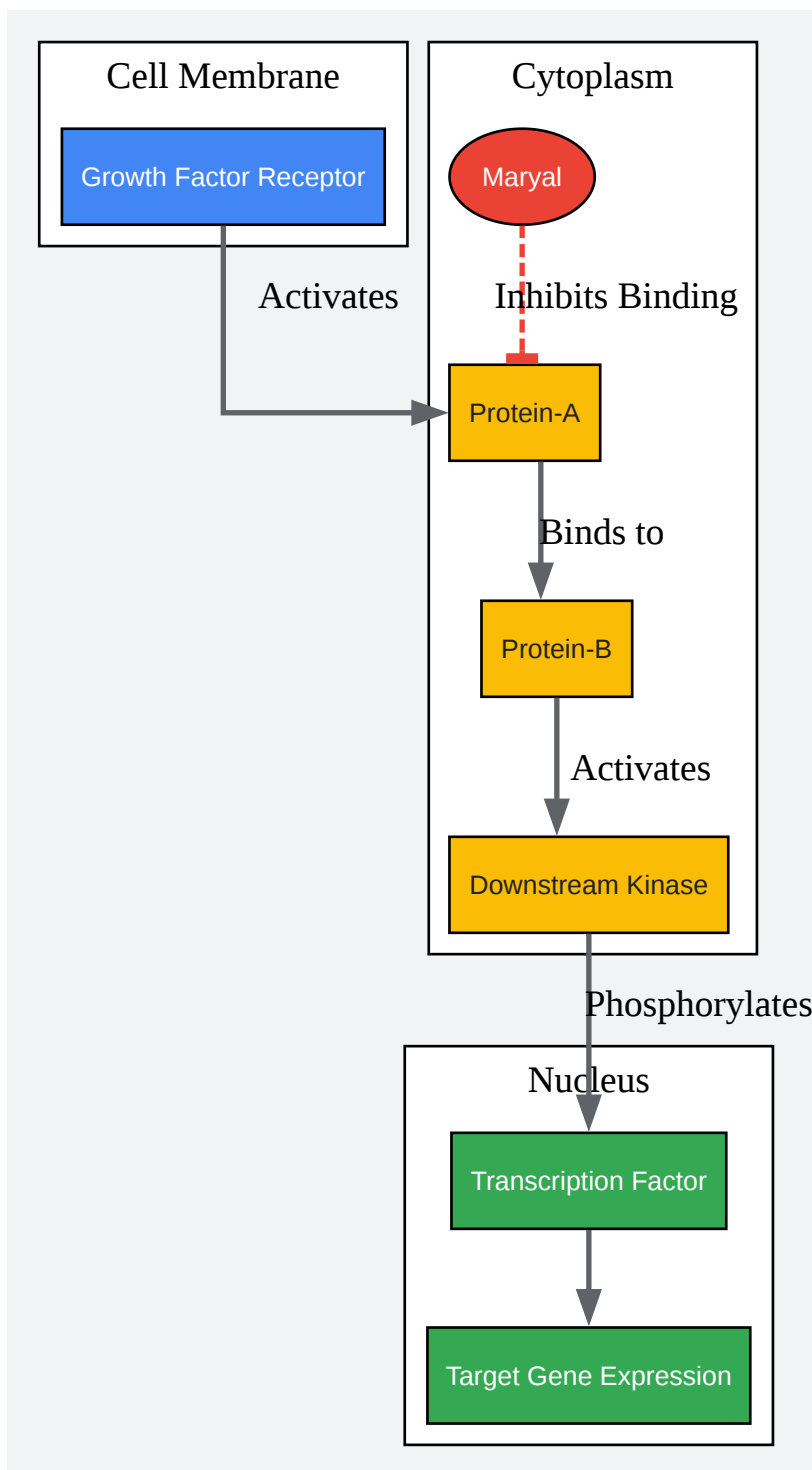 Cell Membrane
Cytoplasm
Growth Factor Receptor
Maryal
Activates
Inhibits Binding
Protein-A
Binds to
Protein-B
Activates
Downstream Kinase
Phosphorylates
Nucleus
Transcription Factor
Target Gene Expression